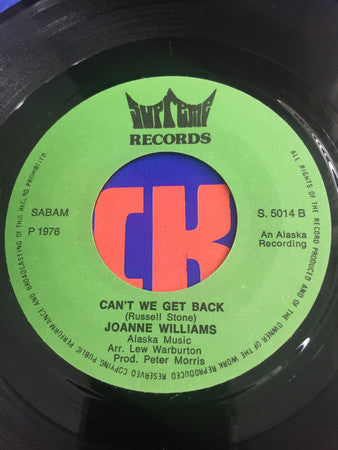 SUPREME
RECORDS
SABAM
P 1976
S. 5014 B
An Alaska
Recording
CK
CAN'T WE GET BACK
(Russell Stone)
JOANNE WILLIAMS
Alaska Music
Arr. Lew Warburton
Prod. Peter Morris
ALL RIGHTS OF THE RECORD PRODUCED AND OF THE OWNER OF THE WORK REPRODUCED RESERVED COPYING PUBLIC PERFORMANCE AND BROADCASTING OF THIS RECORD PROHIBITED